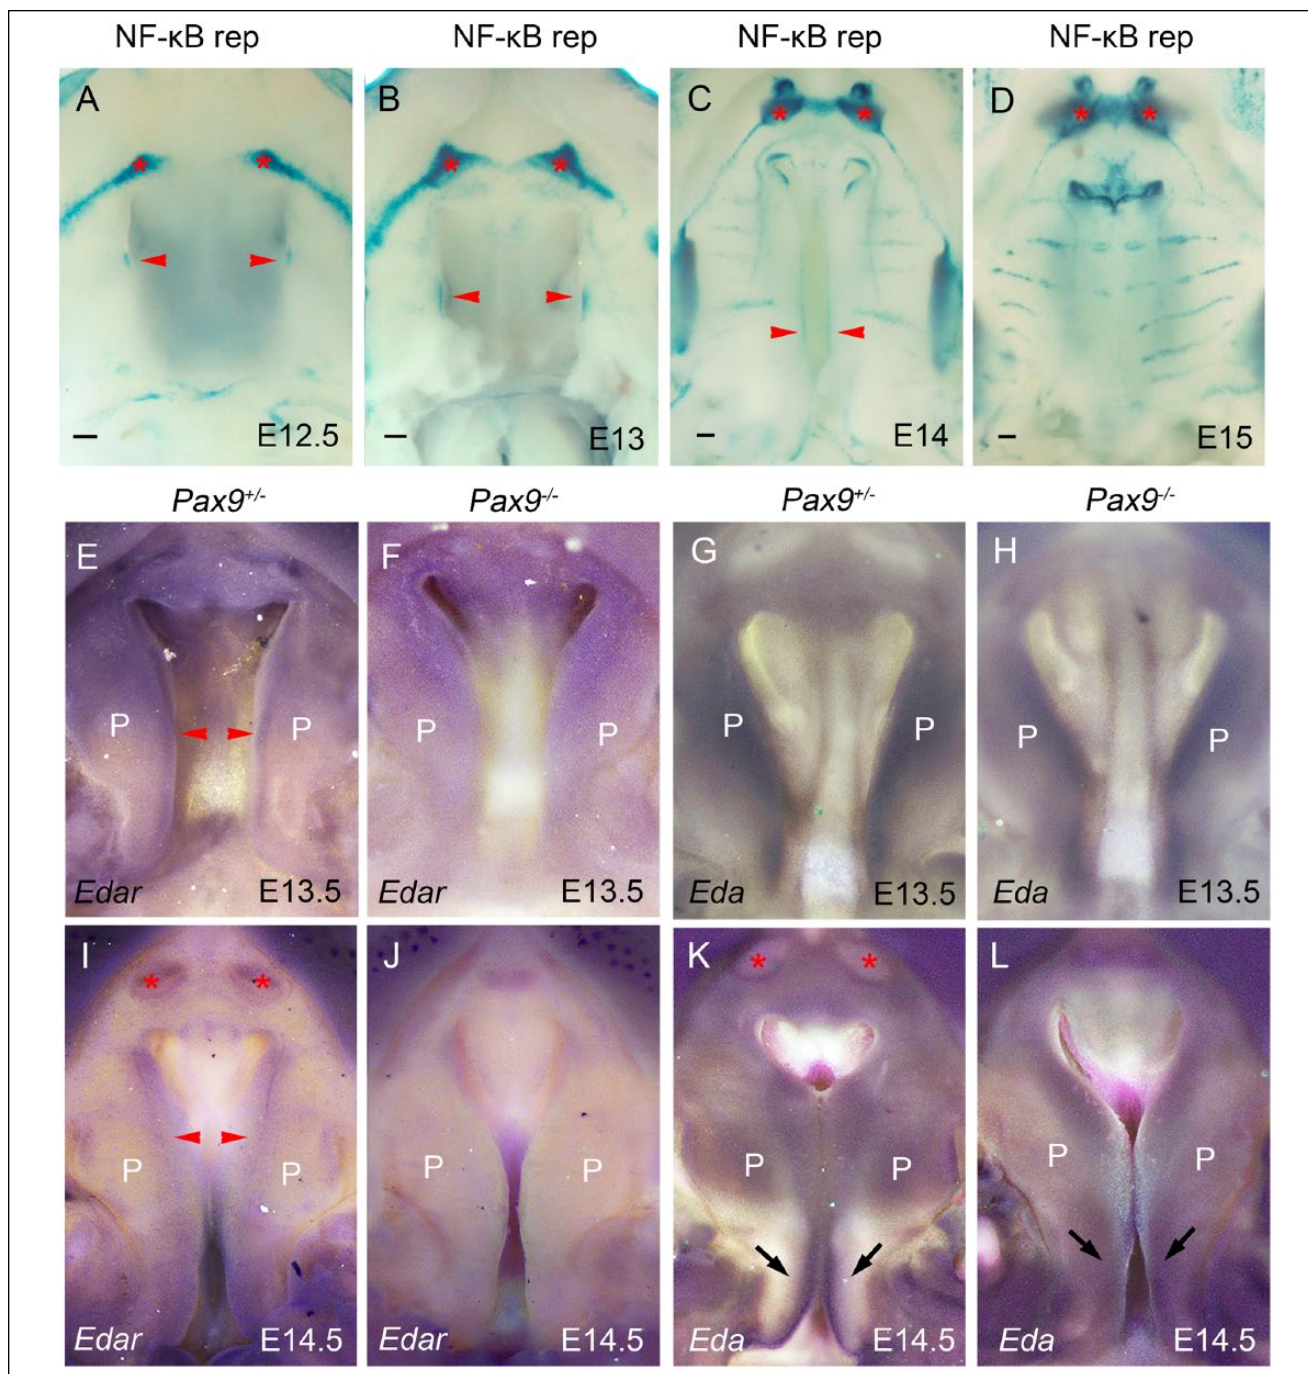 NF-κB rep NF-κB rep NF-κB rep NF-κB rep
A B C D
* * * * * * * *
E12.5 E13 E14 E15
Pax9+/- Pax9-/- Pax9+/- Pax9-/-
E F G H
P P P P P P P P
Edar E13.5 Edar E13.5 Eda E13.5 Eda E13.5
I J K L
* * * *
P P P P P P P P
Edar E14.5 Edar E14.5 Eda E14.5 Eda E14.5